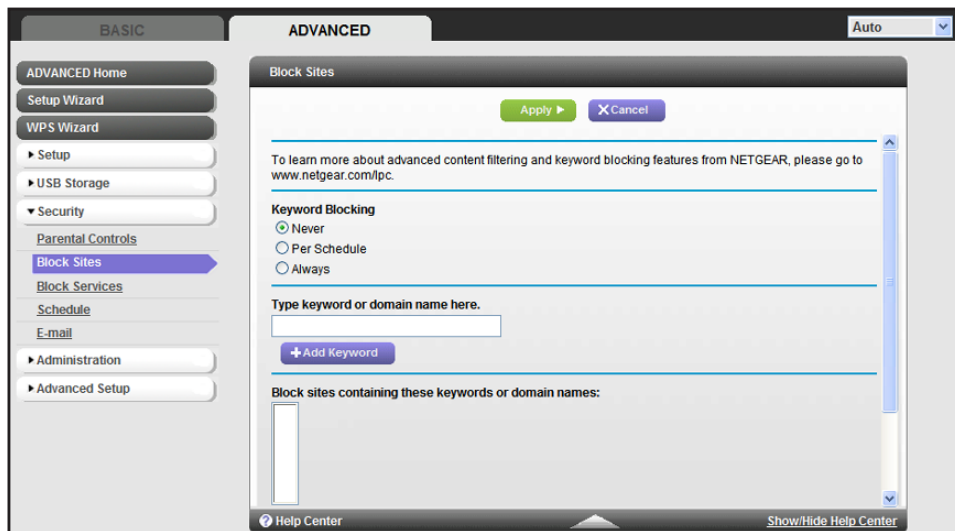 BASIC
ADVANCED
Auto
ADVANCED Home
Setup Wizard
WPS Wizard
Setup
USB Storage
Security
Parental Controls
Block Sites
Block Services
Schedule
E-mail
Administration
Advanced Setup
Block Sites
Apply
Cancel
To learn more about advanced content filtering and keyword blocking features from NETGEAR, please go to
www.netgear.com/lpc.
Keyword Blocking
Never
Per Schedule
Always
Type keyword or domain name here.
Add Keyword
Block sites containing these keywords or domain names:
Help Center
Show/Hide Help Center